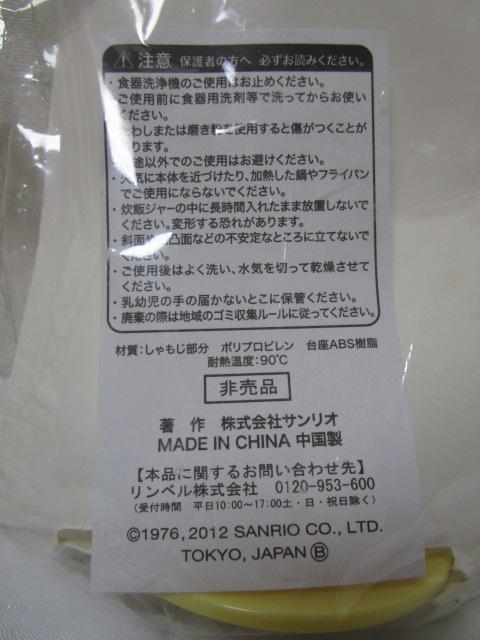 注意 保護者の方へ 必ずお読みください。
・食器洗浄機のご使用はお止めください。
・ご使用前に食器用洗剤等で洗ってからお使い
ください。
たわしまたは磨き粉を使用すると傷がつくことが
ります。
途以外でのご使用はお避けください。
・火気に本体を近づけたり、加熱した鍋やフライパン
でご使用にならないでください。
・炊飯ジャーの中に長時間入れたまま放置しないで
ください。変形する恐れがあります。
・斜面や 凸面などの不安定なところに立てないで
ください。
・ご使用後はよく洗い、水気を切って乾燥させて
ください。
・乳幼児の手の届かないとこに保管ください。
・廃棄の際は地域のゴミ収集ルールに従ってください。
材質：しゃもじ部分 ポリプロピレン 台座ABS樹脂
耐熱温度：90℃
非売品
著作 株式会社サンリオ
MADE IN CHINA 中国製
【本品に関するお問い合わせ先】
リンベル株式会社 0120-953-600
（受付時間 平日10:00〜17:00土・日・祝日除く）
©1976, 2012 SANRIO CO., LTD.
TOKYO, JAPAN Ⓑ